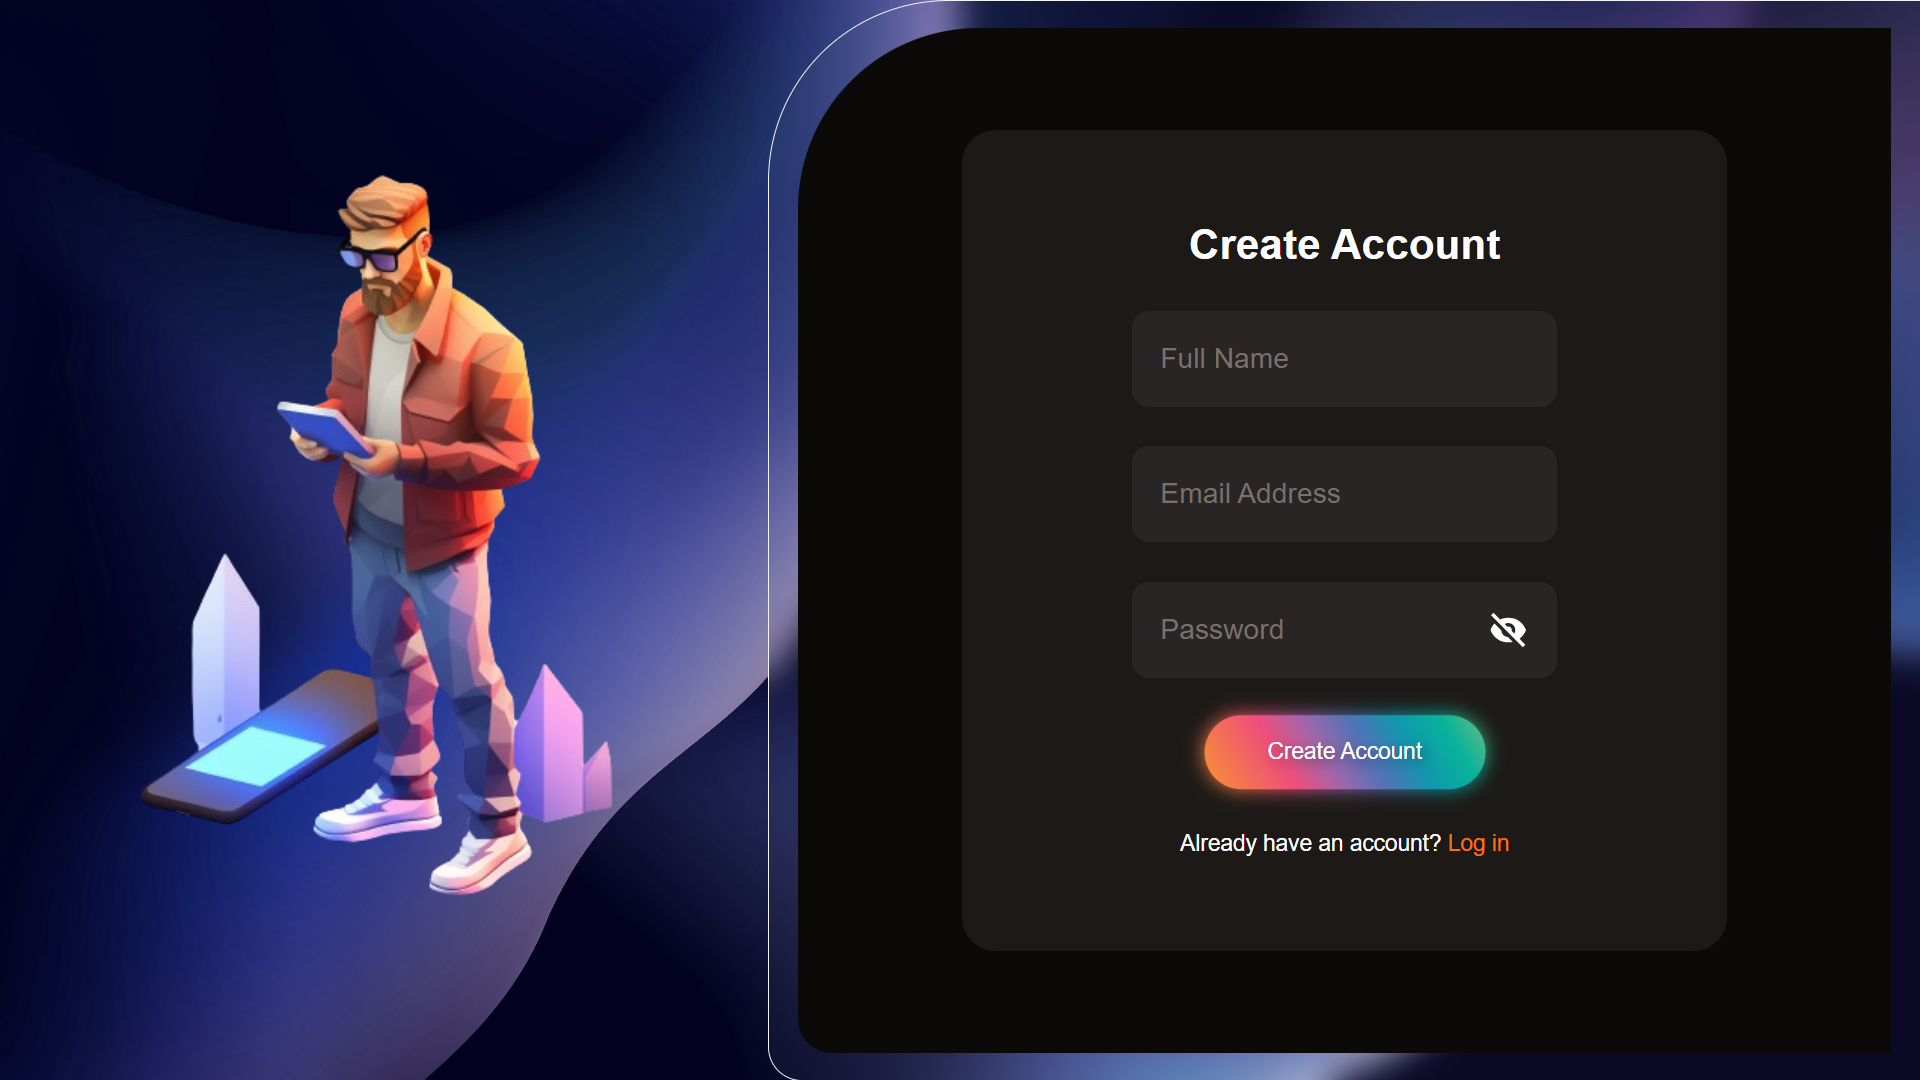 Create Account
Full Name
Email Address
Password
Create Account
Already have an account? Log in